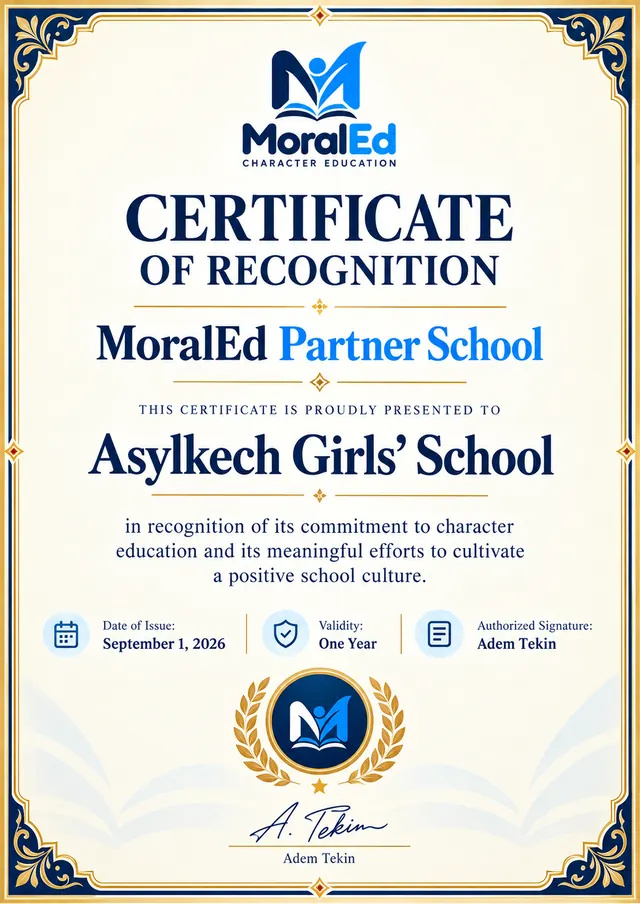 MoralEd
CHARACTER EDUCATION
CERTIFICATE
OF RECOGNITION
MoralEd Partner School
THIS CERTIFICATE IS PROUDLY PRESENTED TO
Asylkech Girls’ School
in recognition of its commitment to character
education and its meaningful efforts to cultivate
a positive school culture.
Date of Issue:
September 1, 2026
Validity:
One Year
Authorized Signature:
Adem Tekin
A. Tekin
Adem Tekin